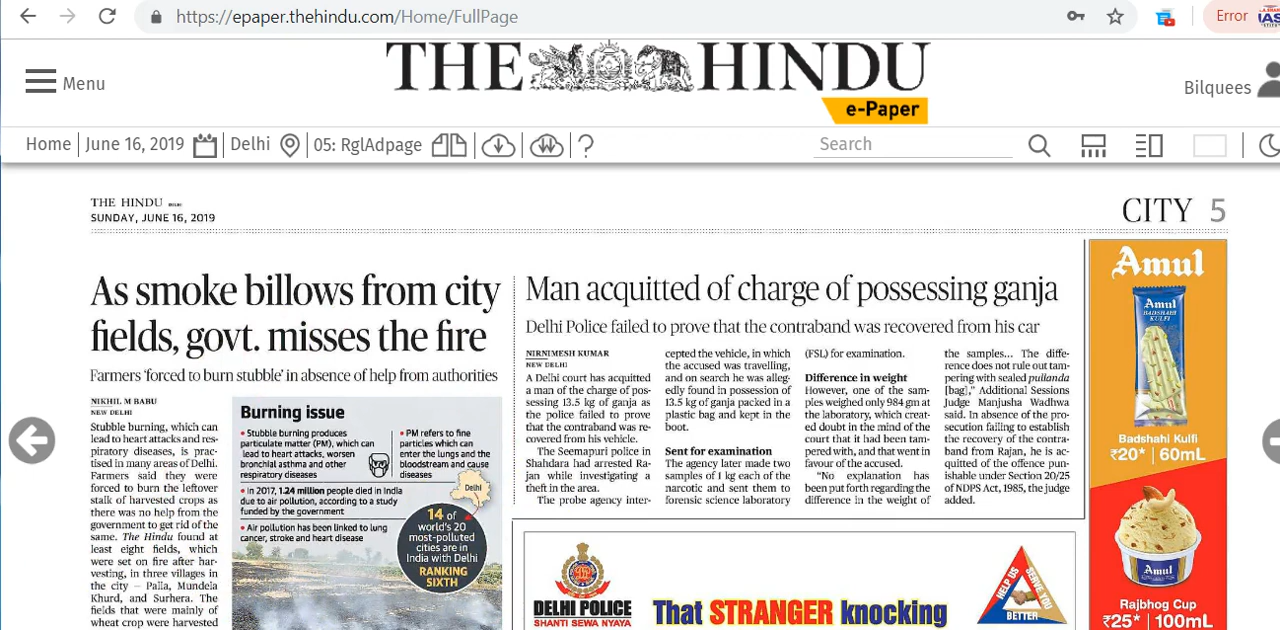 https://epaper.thehindu.com/Home/FullPage
Error
Menu
THE HINDU
e-Paper
Bilquees
Home
June 16, 2019
Delhi
05: RglAdpage
?
Search
THE HINDU
SUNDAY, JUNE 16, 2019
CITY 5
As smoke billows from city
fields, govt. misses the fire
Farmers 'forced to burn stubble' in absence of help from authorities
NIKHIL M BABU
NEW DELHI
Stubble burning, which can
lead to heart attacks and res-
piratory diseases, is prac-
tised in many areas of Delhi.
Farmers said they were
forced to burn the leftover
stalk of harvested crops as
there was no help from the
government to get rid of the
same. The Hindu found at
least eight fields, which
were set on fire after har-
vesting, in three villages in
the city – Palla, Mundela
Khurd, and Surhera. The
fields that were mainly of
wheat crop were harvested
Burning issue
• Stubble burning produces
particulate matter (PM), which can
lead to heart attacks, worsen
bronchial asthma and other
respiratory diseases
• PM refers to fine
particles which can
enter the lungs and the
bloodstream and cause
diseases
• In 2017, 1.24 million people died in India
due to air pollution, according to a study
funded by the government
• Air pollution has been linked to lung
cancer, stroke and heart disease
Delhi
14 of
world's 20
most-polluted
cities are in
India with Delhi
RANKING
SIXTH
Man acquitted of charge of possessing ganja
Delhi Police failed to prove that the contraband was recovered from his car
NIRNIMESH KUMAR
NEW DELHI
A Delhi court has acquitted
a man of the charge of pos-
sessing 13.5 kg of ganja as
the police failed to prove
that the contraband was re-
covered from his vehicle.
The Seemapuri police in
Shahdara had arrested Ra-
jan while investigating a
theft in the area.
The probe agency inter-
cepted the vehicle, in which
the accused was travelling,
and on search he was alleg-
edly found in possession of
13.5 kg of ganja packed in a
plastic bag and kept in the
boot.
Sent for examination
The agency later made two
samples of 1 kg each of the
narcotic and sent them to
forensic science laboratory
(FSL) for examination.
Difference in weight
However, one of the sam-
ples weighed only 984 gm at
the laboratory, which creat-
ed doubt in the mind of the
court that it had been tam-
pered with, and that went in
favour of the accused.
"No explanation has
been put forth regarding the
difference in the weight of
the samples... The diffe-
rence does not rule out tam-
pering with sealed pullanda
[bag]," Additional Sessions
Judge Manjusha Wadhwa
said. In absence of the pro-
secution failing to establish
the recovery of the contra-
band from Rajan, he is ac-
quitted of the offence pun-
ishable under Section 20/25
of NDPS Act, 1985, the judge
added.
DELHI POLICE
SHANTI SEWA NYAYA
That STRANGER knocking
HELP US
SERVE YOU
BETTER
Amul
Amul
BADSHAHI
KULFI
Badshahi Kulfi
₹20* | 60mL
Amul
Rajbhog Cup
₹25* | 100mL